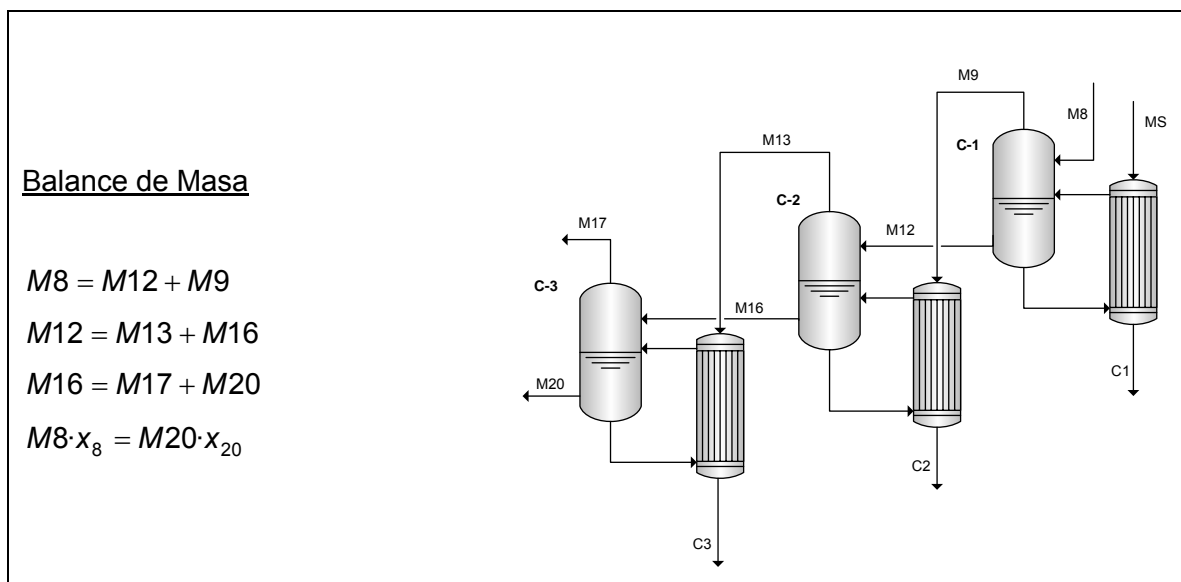 Balance de Masa
M8 = M12 + M9
M12 = M13 + M16
M16 = M17 + M20
M8·x₈ = M20·x₂₀
M9
M8
MS
C-1
M13
C-2
M12
M17
C-3
M16
M20
C1
C2
C3